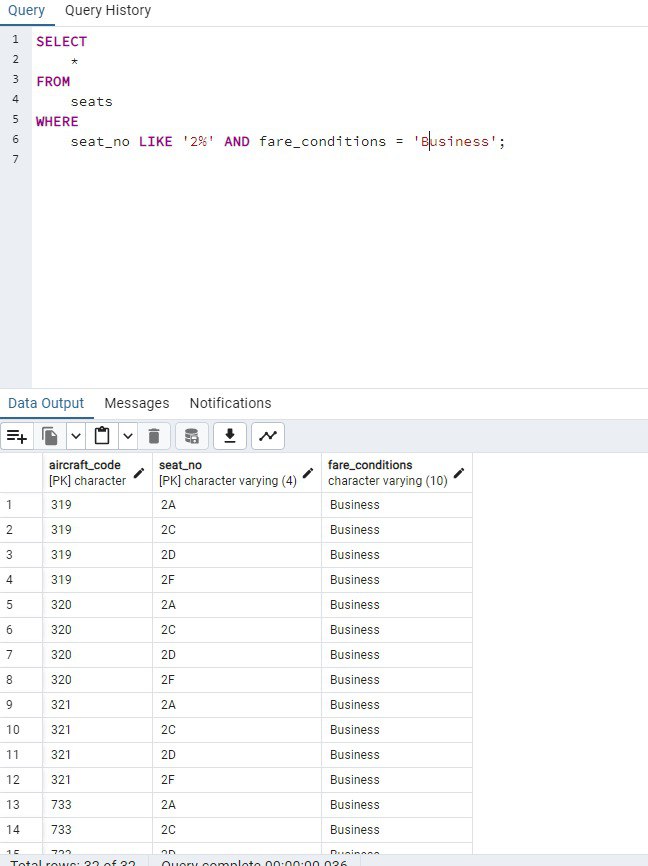 Query Query History
1 SELECT
2 *
3 FROM
4 seats
5 WHERE
6 seat_no LIKE '2%' AND fare_conditions = 'Business';
7
Data Output Messages Notifications
aircraft_code seat_no fare_conditions
[PK] character [PK] character varying (4) character varying (10)
1 319 2A Business
2 319 2C Business
3 319 2D Business
4 319 2F Business
5 320 2A Business
6 320 2C Business
7 320 2D Business
8 320 2F Business
9 321 2A Business
10 321 2C Business
11 321 2D Business
12 321 2F Business
13 733 2A Business
14 733 2C Business
15 733 2D Business
Total rows: 32 of 32 Query complete 00:00:00.036